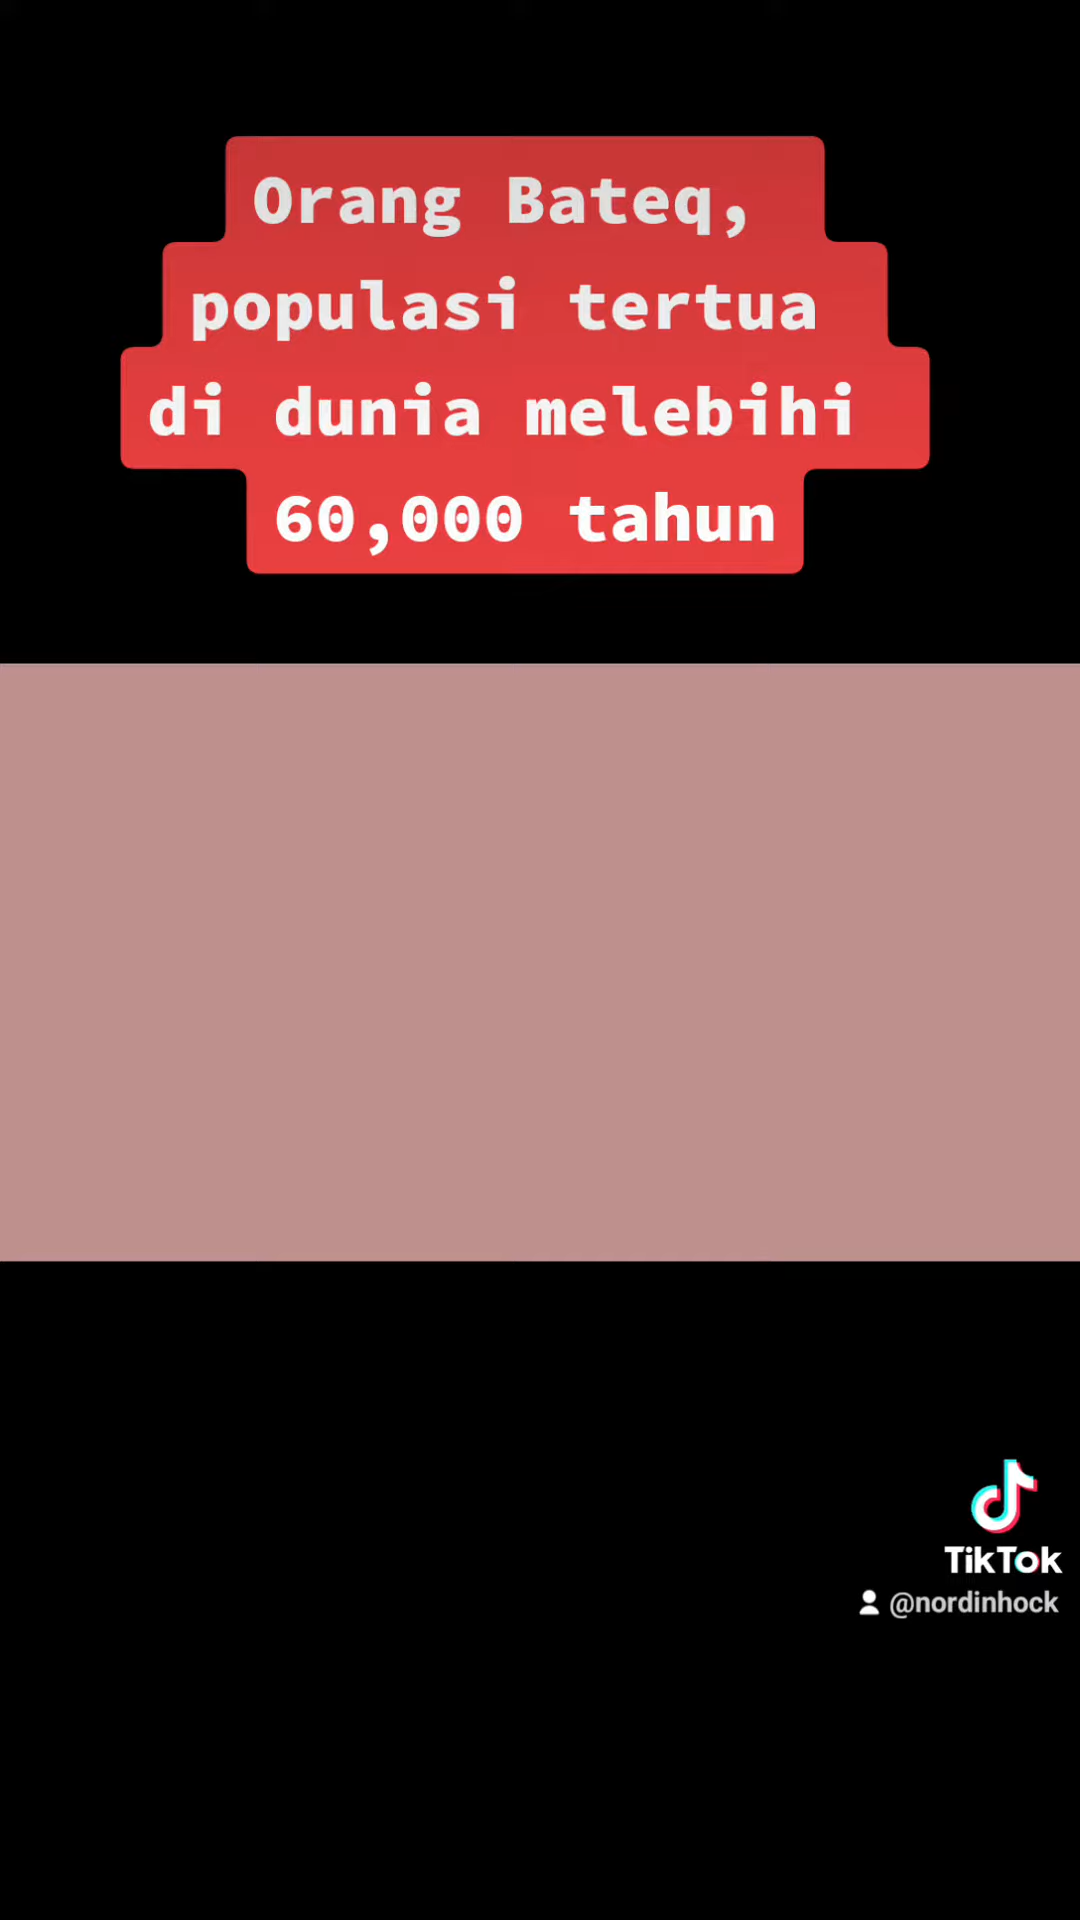 Orang Bateq,
populasi tertua
di dunia melebihi
60,000 tahun
TikTok
@nordinhock